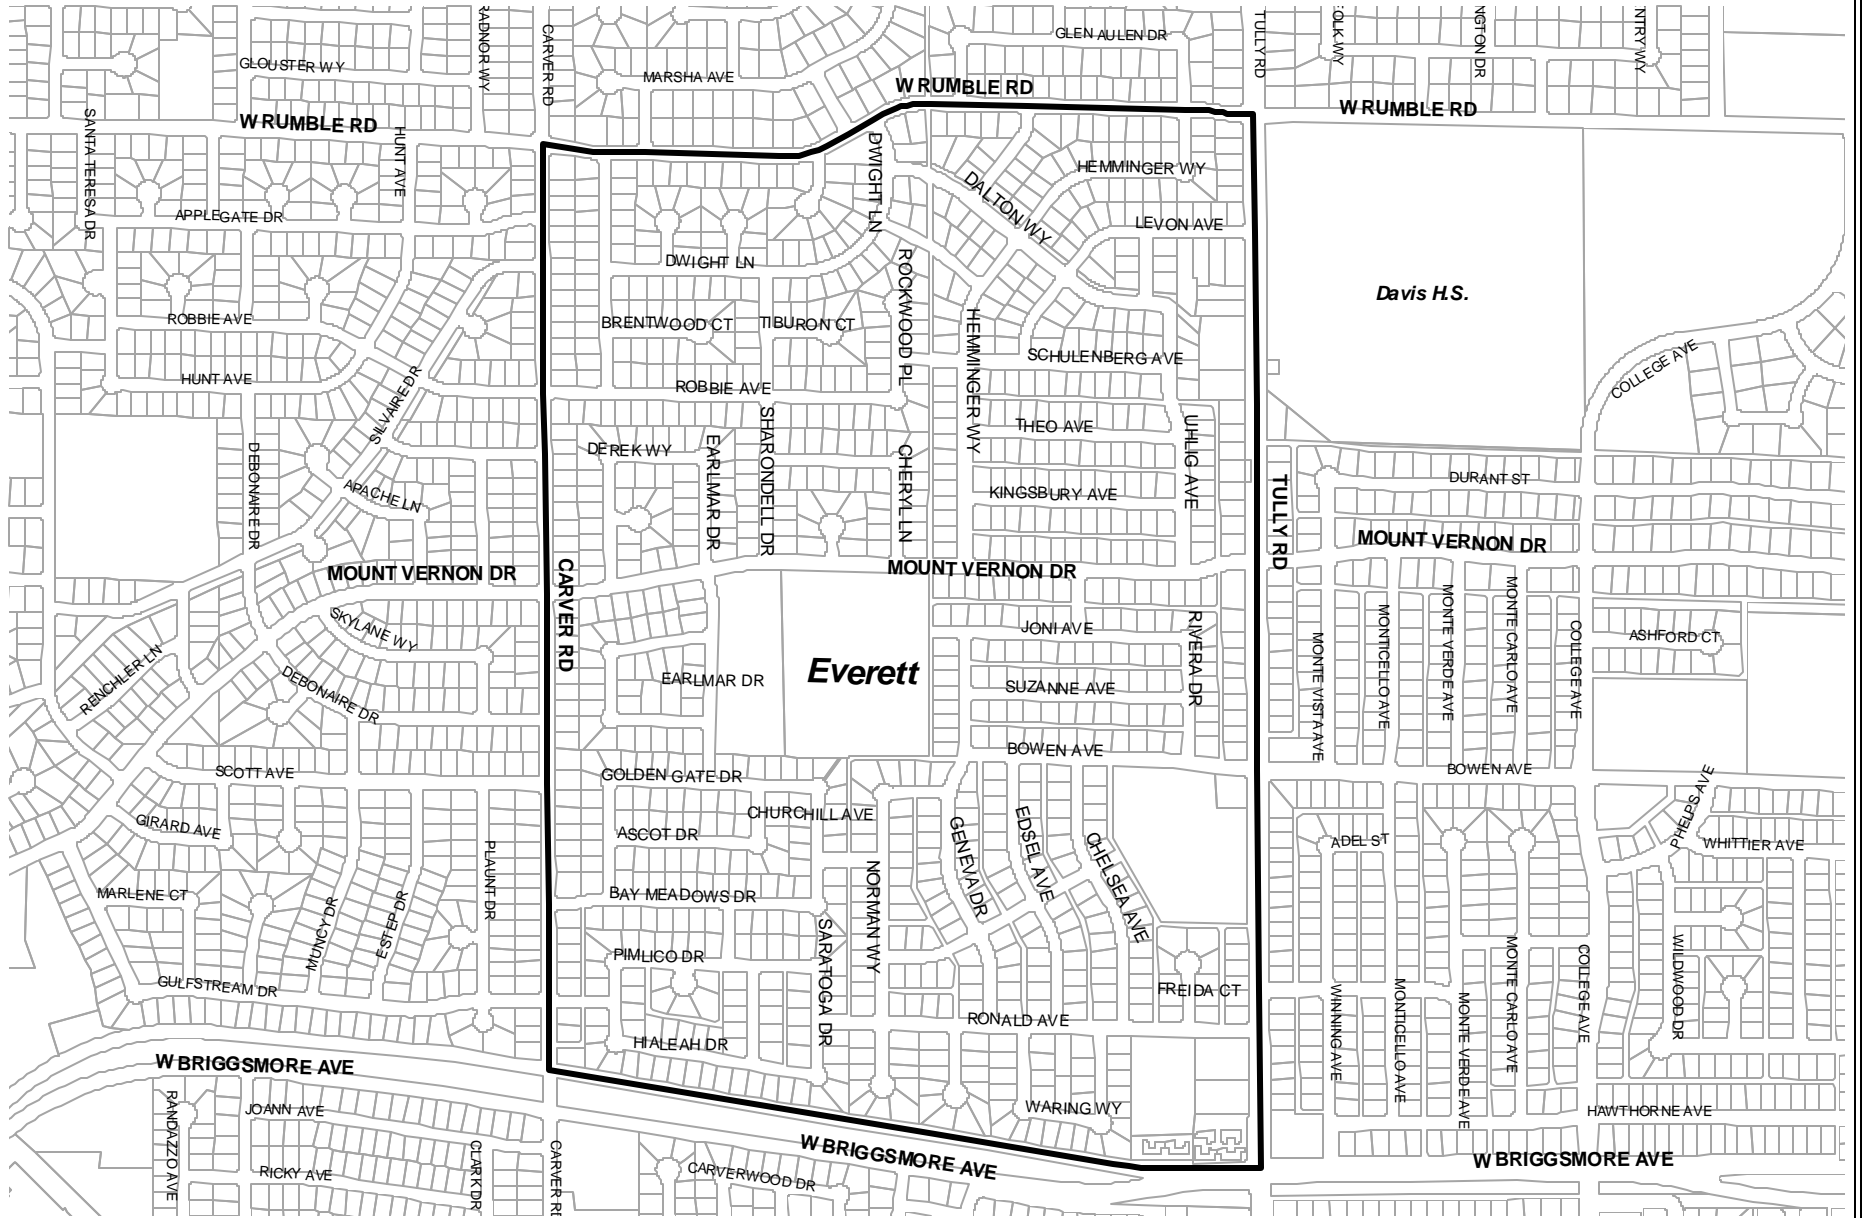 GLEN AULEN DR
GLOUSTER WY
MARSHA AVE
CARVER RD
TULLY RD
W RUMBLE RD
W RUMBLE RD
W RUMBLE RD
SANTA TERESA DR
HUNT AVE
DWIGHT LN
HEMMINGER WY
DALTON WY
APPLEGATE DR
LEVON AVE
DWIGHT LN
ROCKWOOD PL
Davis H.S.
ROBBIE AVE
BRENTWOOD CT
TIBURON CT
HEMMINGER WY
SCHULENBERG AVE
COLLEGE AVE
HUNT AVE
SILVAIRE DR
ROBBIE AVE
THEO AVE
UHLIG AVE
DEREK WY
EARLMAR DR
SHARONDELL DR
CHERYL LN
DEBONAIRE DR
APACHE LN
KINGSBURY AVE
DURANT ST
TULLY RD
MOUNT VERNON DR
MOUNT VERNON DR
MOUNT VERNON DR
CARVER RD
SKYLANE WY
JONI AVE
RIVERA DR
MONTE VISTA AVE
MONTICELLO AVE
MONTE VERDE AVE
MONTE CARLO AVE
COLLEGE AVE
ASHFORD CT
RENCHLER LN
DEBONAIRE DR
EARLMAR DR
Everett
SUZANNE AVE
BOWEN AVE
SCOTT AVE
GOLDEN GATE DR
BOWEN AVE
PHELPS AVE
GIRARD AVE
CHURCHILL AVE
ASCOT DR
GENEVA DR
EDSEL AVE
CHELSEA AVE
ADEL ST
WHITTIER AVE
MARLENE CT
MUNCY DR
ESTEP DR
PLAUNT DR
BAY MEADOWS DR
NORMAN WY
SARATOGA DR
PIMLICO DR
GULFSTREAM DR
FREIDA CT
WINNING AVE
MONTICELLO AVE
MONTE VERDE AVE
MONTE CARLO AVE
COLLEGE AVE
WILDWOOD DR
RONALD AVE
HIALEAH DR
W BRIGGSMORE AVE
RANDAZZO AVE
JOANN AVE
WARING WY
HAWTHORNE AVE
RICKY AVE
CLARK DR
CARVERWOOD DR
W BRIGGSMORE AVE
W BRIGGSMORE AVE